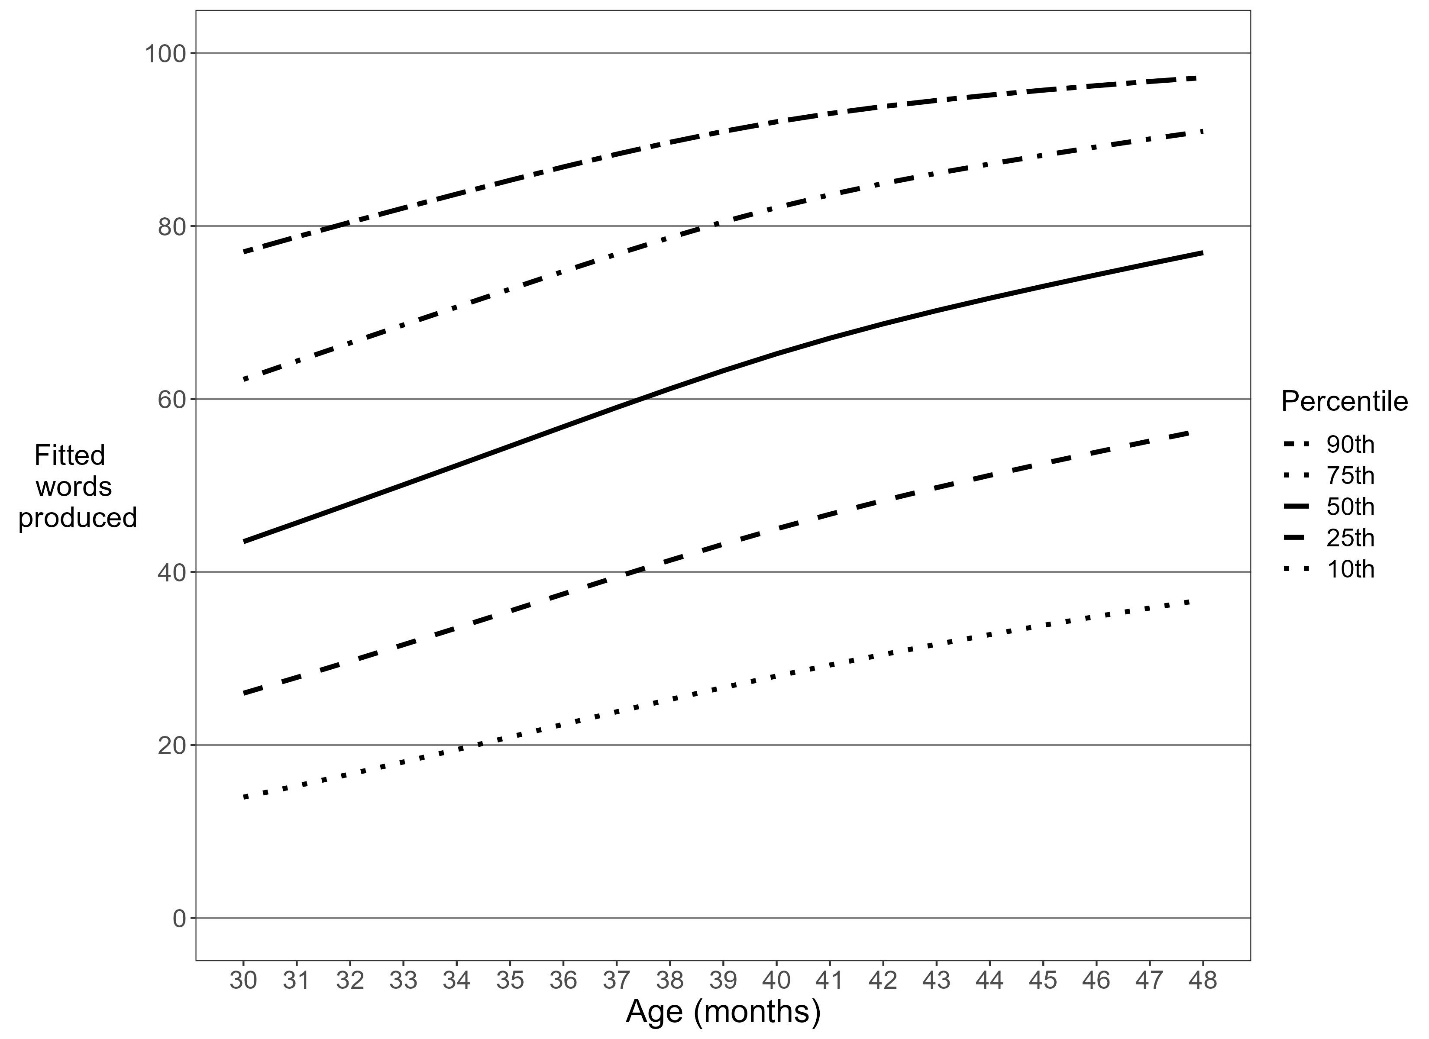 100
80
60
40
20
0
Fitted
words
produced
30 31 32 33 34 35 36 37 38 39 40 41 42 43 44 45 46 47 48
Age (months)
Percentile
90th
75th
50th
25th
10th